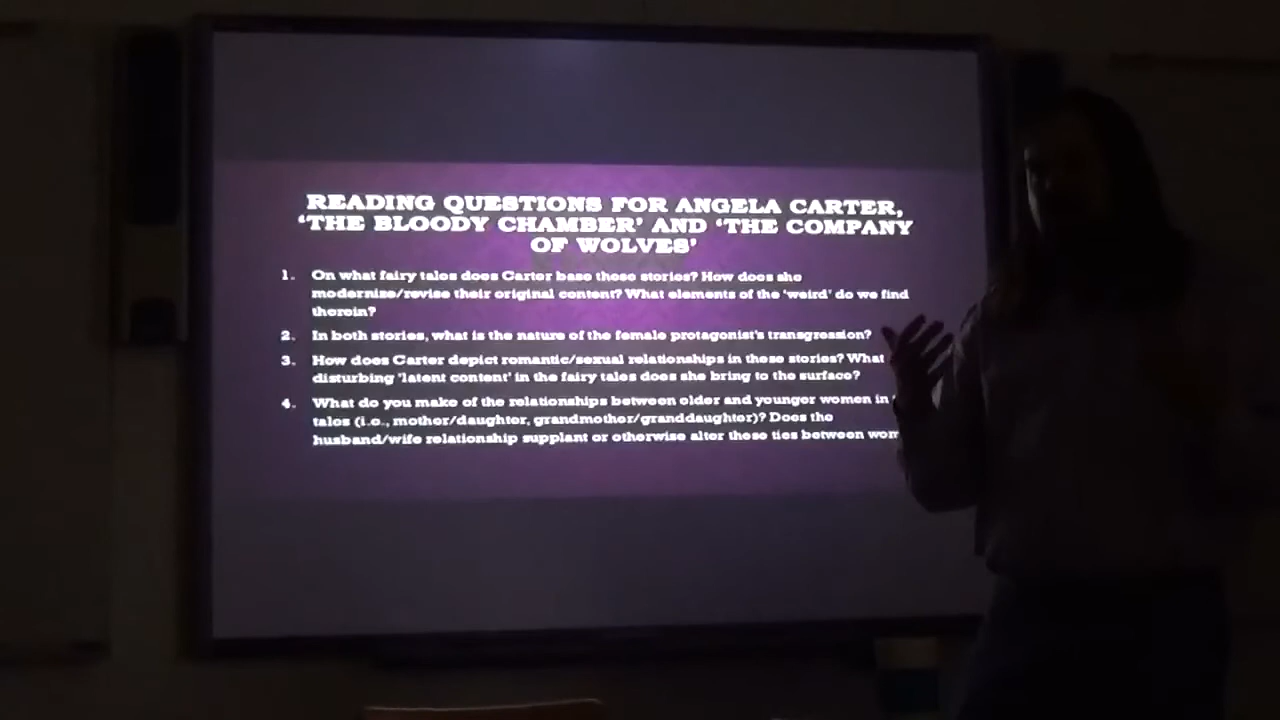 READING QUESTIONS FOR ANGELA CARTER,
‘THE BLOODY CHAMBER’ AND ‘THE COMPANY
OF WOLVES’
1. On what fairy tales does Carter base these stories? How does she
modernise/revise their original content? What elements of the ‘weird’ do we find
therein?
2. In both stories, what is the nature of the female protagonist’s transgression?
3. How does Carter depict romantic/sexual relationships in these stories? What
disturbing ‘latent content’ in the fairy tales does she bring to the surface?
4. What do you make of the relationships between older and younger women in
tales (i.e., mother/daughter, grandmother/granddaughter)? Does the
husband/wife relationship supplant or otherwise alter these ties between